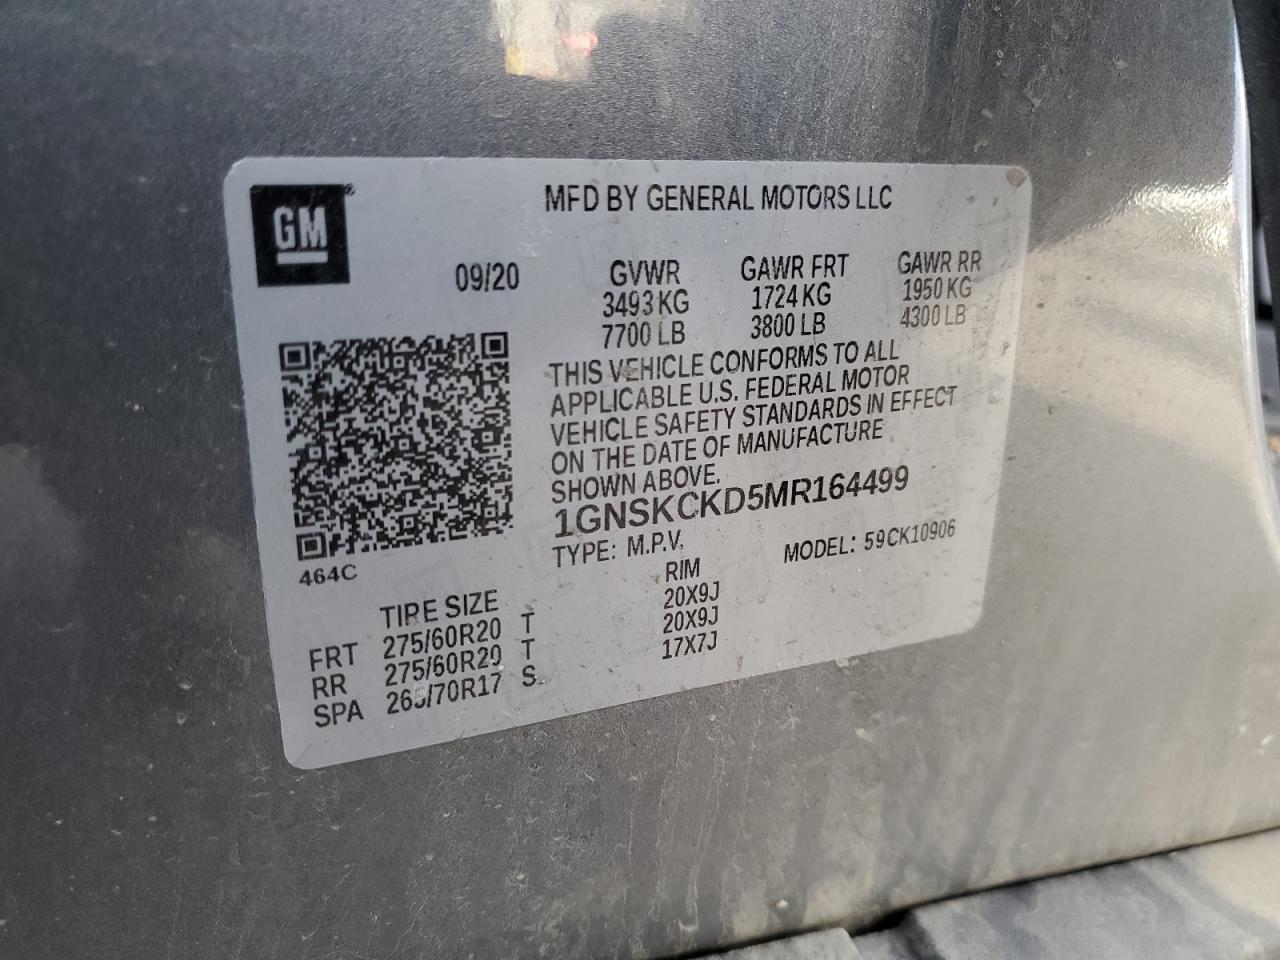 GM®
MFD BY GENERAL MOTORS LLC
09/20 GVWR GAWR FRT GAWR RR
3493 KG 1724 KG 1950 KG
7700 LB 3800 LB 4300 LB
THIS VEHICLE CONFORMS TO ALL
APPLICABLE U.S. FEDERAL MOTOR
VEHICLE SAFETY STANDARDS IN EFFECT
ON THE DATE OF MANUFACTURE
SHOWN ABOVE.
1GNSKCKD5MR164499
TYPE: M.P.V. MODEL: 59CK10906
464C
TIRE SIZE RIM
FRT 275/60R20 T 20X9J
RR 275/60R20 T 20X9J
SPA 265/70R17 S 17X7J